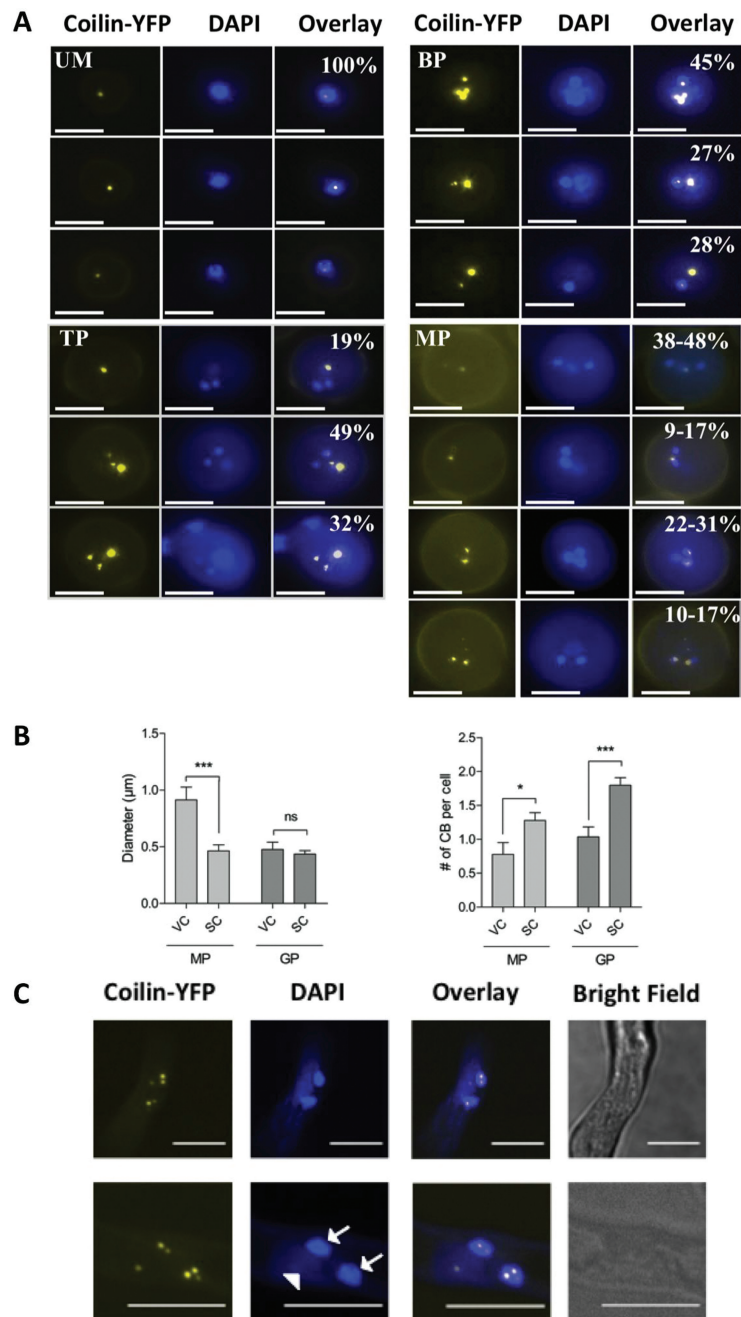 A
Coilin-YFP DAPI Overlay
UM 100%
TP 19%
49%
32%
Coilin-YFP DAPI Overlay
BP 45%
27%
28%
MP 38-48%
9-17%
22-31%
10-17%
B
Diameter (µm)
1.5
1.0
0.5
0.0
***
ns
VC SC VC SC
MP GP
# of CB per cell
2.5
2.0
1.5
1.0
0.5
0.0
*
***
VC SC VC SC
MP GP
C
Coilin-YFP DAPI Overlay Bright Field